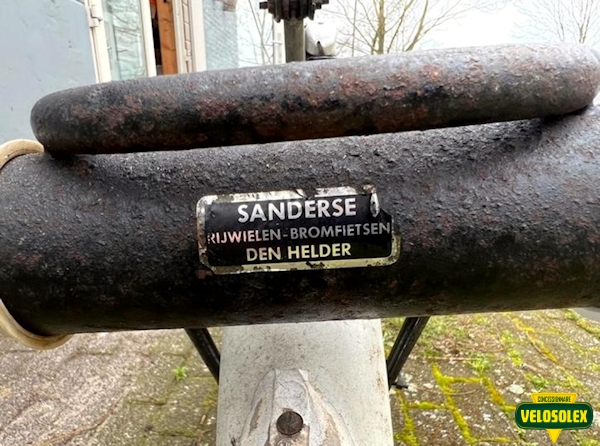 SANDERSE
RIJWIELEN-BROMFIETSEN
DEN HELDER
CONCESSIONNAIRE
VELOSOLEX